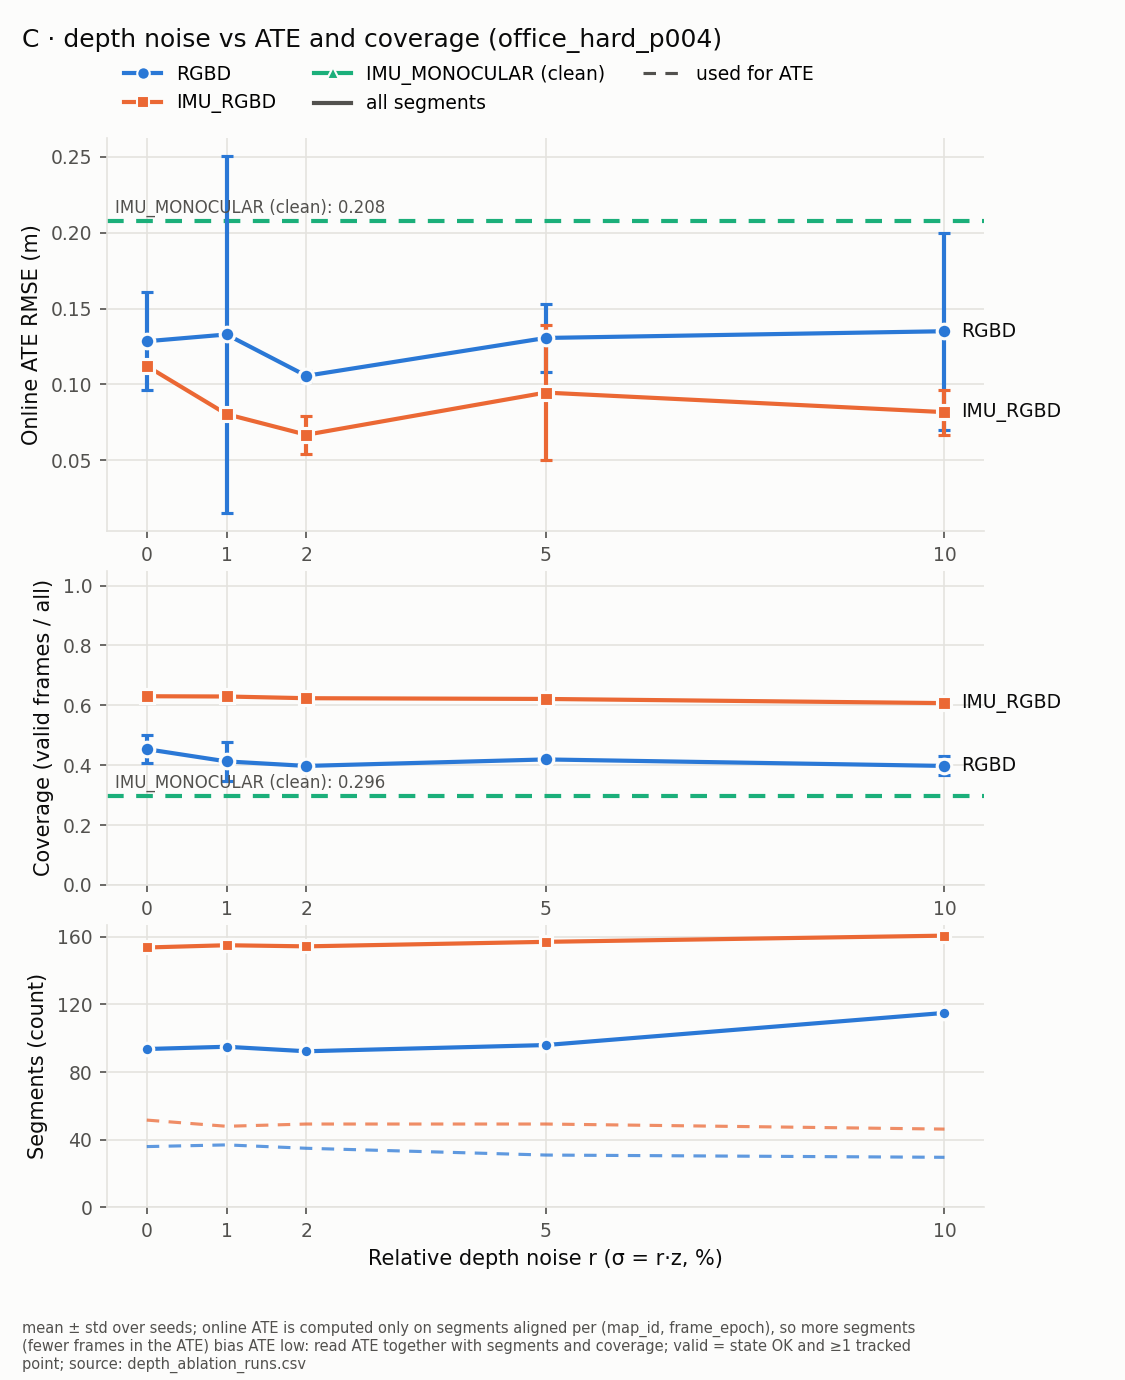 C · depth noise vs ATE and coverage (office_hard_p004)
RGBD
IMU_MONOCULAR (clean)
used for ATE
IMU_RGBD
all segments
Online ATE RMSE (m)
0.25
0.20
0.15
0.10
0.05
IMU_MONOCULAR (clean): 0.208
RGBD
IMU_RGBD
0 1 2 5 10
Coverage (valid frames / all)
1.0
0.8
0.6
0.4
0.2
0.0
IMU_RGBD
RGBD
IMU_MONOCULAR (clean): 0.296
0 1 2 5 10
Segments (count)
160
120
80
40
0
0 1 2 5 10
Relative depth noise r (σ = r·z, %)
mean ± std over seeds; online ATE is computed only on segments aligned per (map_id, frame_epoch), so more segments
(fewer frames in the ATE) bias ATE low: read ATE together with segments and coverage; valid = state OK and ≥1 tracked
point; source: depth_ablation_runs.csv